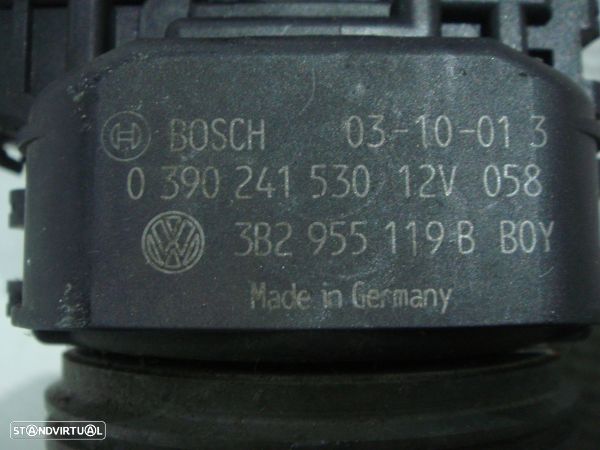 BOSCH 03-10-01 3
0 390 241 530 12V 058
VW 3B2 955 119 B BOY
Made in Germany
STANDVIRTUAL